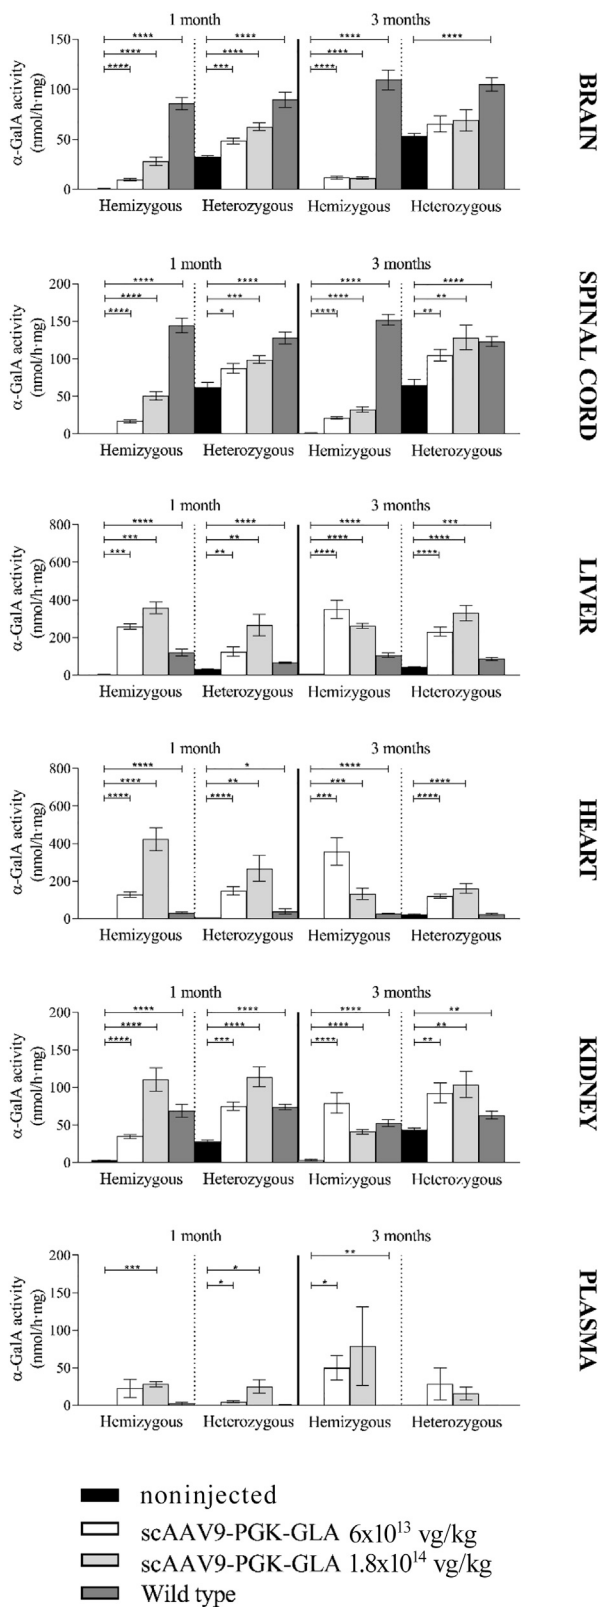 1 month 3 months
**** ****
**** **** **** ****
**** *** ****
BRAIN
α-GalA activity
(nmol/h·mg)
150
100
50
0
Hemizygous Heterozygous Hemizygous Heterozygous
1 month 3 months
**** **** **** ****
**** *** **** **
**** * **** **
SPINAL CORD
α-GalA activity
(nmol/h·mg)
200
150
100
50
0
Hemizygous Heterozygous Hemizygous Heterozygous
1 month 3 months
**** **** **** ***
*** ** **** ****
*** ** **** ****
LIVER
α-GalA activity
(nmol/h·mg)
800
600
400
200
0
Hemizygous Heterozygous Hemizygous Heterozygous
1 month 3 months
**** * ****
**** ** *** ****
**** **** *** ****
HEART
α-GalA activity
(nmol/h·mg)
800
600
400
200
0
Hemizygous Heterozygous Hemizygous Heterozygous
1 month 3 months
**** **** **** **
**** **** **** **
**** *** **** **
KIDNEY
α-GalA activity
(nmol/h·mg)
200
150
100
50
0
Hemizygous Heterozygous Hemizygous Heterozygous
1 month 3 months
**
*** *
* *
PLASMA
α-GalA activity
(nmol/h·mg)
200
150
100
50
0
Hemizygous Heterozygous Hemizygous Heterozygous
noninjected
scAAV9-PGK-GLA 6x10¹³ vg/kg
scAAV9-PGK-GLA 1.8x10¹⁴ vg/kg
Wild type